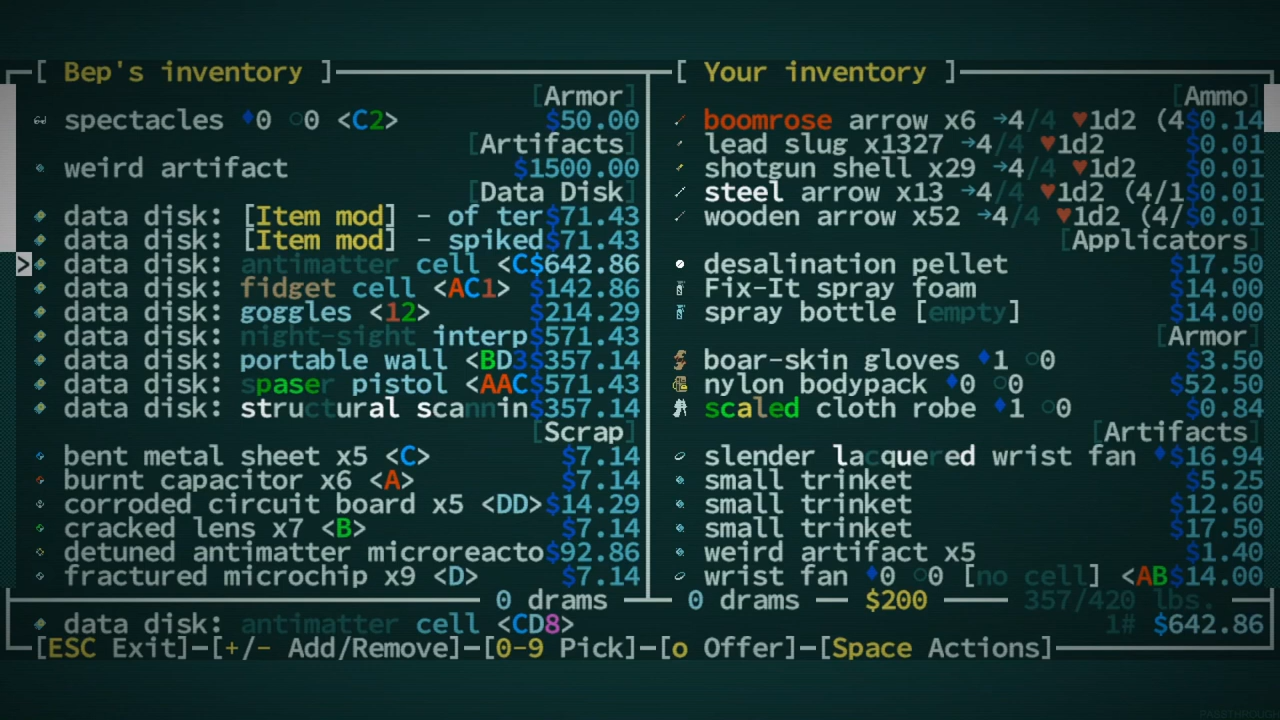 [ Bep's inventory ]
[Armor]
spectacles ♦0 ○0 <C2> $50.00
[Artifacts]
weird artifact $1500.00
[Data Disk]
data disk: [Item mod] - of ter $71.43
data disk: [Item mod] - spiked $71.43
> data disk: antimatter cell <C $642.86
data disk: fidget cell <AC1> $142.86
data disk: goggles <12> $214.29
data disk: night-sight interp $571.43
data disk: portable wall <BD3 $357.14
data disk: spaser pistol <AAC $571.43
data disk: structural scannin $357.14
[Scrap]
bent metal sheet x5 <C> $7.14
burnt capacitor x6 <A> $7.14
corroded circuit board x5 <DD> $14.29
cracked lens x7 <B> $7.14
detuned antimatter microreacto $92.86
fractured microchip x9 <D> $7.14
[ Your inventory ]
[Ammo]
boomrose arrow x6 →4/4 ♥1d2 (4 $0.14
lead slug x1327 →4/4 ♥1d2 $0.01
shotgun shell x29 →4/4 ♥1d2 $0.01
steel arrow x13 →4/4 ♥1d2 (4/1 $0.01
wooden arrow x52 →4/4 ♥1d2 (4/ $0.01
[Applicators]
desalination pellet $17.50
Fix-It spray foam $14.00
spray bottle [empty] $14.00
[Armor]
boar-skin gloves ♦1 ○0 $3.50
nylon bodypack ♦0 ○0 $52.50
scaled cloth robe ♦1 ○0 $0.84
[Artifacts]
slender lacquered wrist fan ♦ $16.94
small trinket $5.25
small trinket $12.60
small trinket $17.50
weird artifact x5 $1.40
wrist fan ♦0 ○0 [no cell] <AB $14.00
0 drams 0 drams $200 357/420 lbs.
data disk: antimatter cell <CD8> 1# $642.86
[ESC Exit]-[+/- Add/Remove]-[0-9 Pick]-[o Offer]-[Space Actions]